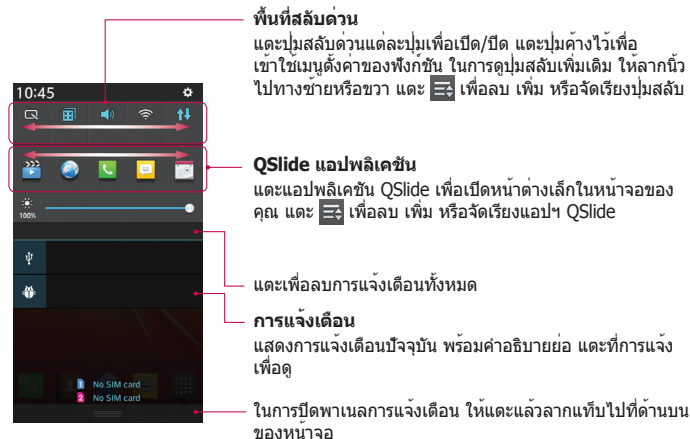 พื้นที่สลับด่วน
แตะปุ่มสลับด่วนแต่ละปุ่มเพื่อเปิด/ปิด แตะปุ่มค้างไว้เพื่อ
เข้าใช้เมนูตั้งค่าของฟังก์ชัน ในการดูปุ่มสลับเพิ่มเติม ให้ลากนิ้ว
ไปทางซ้ายหรือขวา แตะ เพื่อลบ เพิ่ม หรือจัดเรียงปุ่มสลับ
10:45
QSlide แอปพลิเคชัน
แตะแอปพลิเคชัน QSlide เพื่อเปิดหน้าต่างเล็กในหน้าจอของ
คุณ แตะ เพื่อลบ เพิ่ม หรือจัดเรียงแอปฯ QSlide
100%
แตะเพื่อลบการแจ้งเตือนทั้งหมด
การแจ้งเตือน
แสดงการแจ้งเตือนปัจจุบัน พร้อมคำอธิบายย่อ แตะที่การแจ้ง
เพื่อดู
1 No SIM card
2 No SIM card
ในการปิดพาเนลการแจ้งเตือน ให้แตะแล้วลากแท็บไปที่ด้านบน
ของหน้าจอ